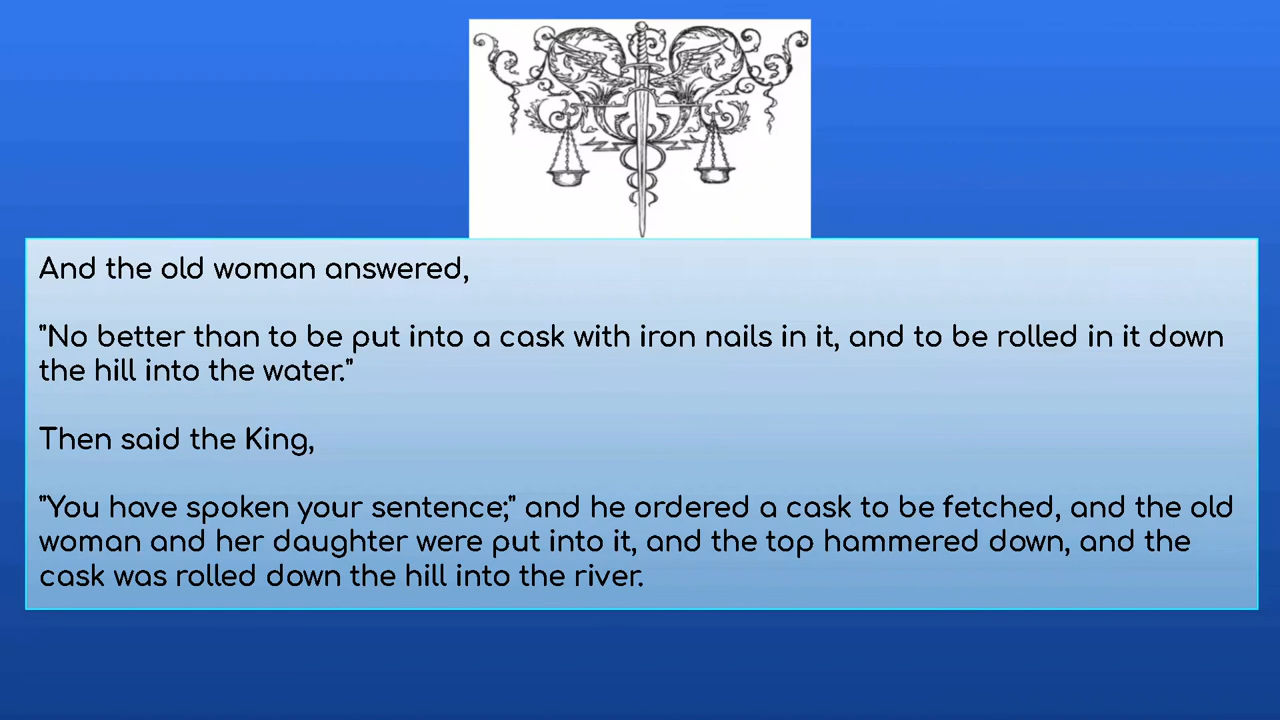 And the old woman answered,
"No better than to be put into a cask with iron nails in it, and to be rolled in it down
the hill into the water."
Then said the King,
"You have spoken your sentence;" and he ordered a cask to be fetched, and the old
woman and her daughter were put into it, and the top hammered down, and the
cask was rolled down the hill into the river.